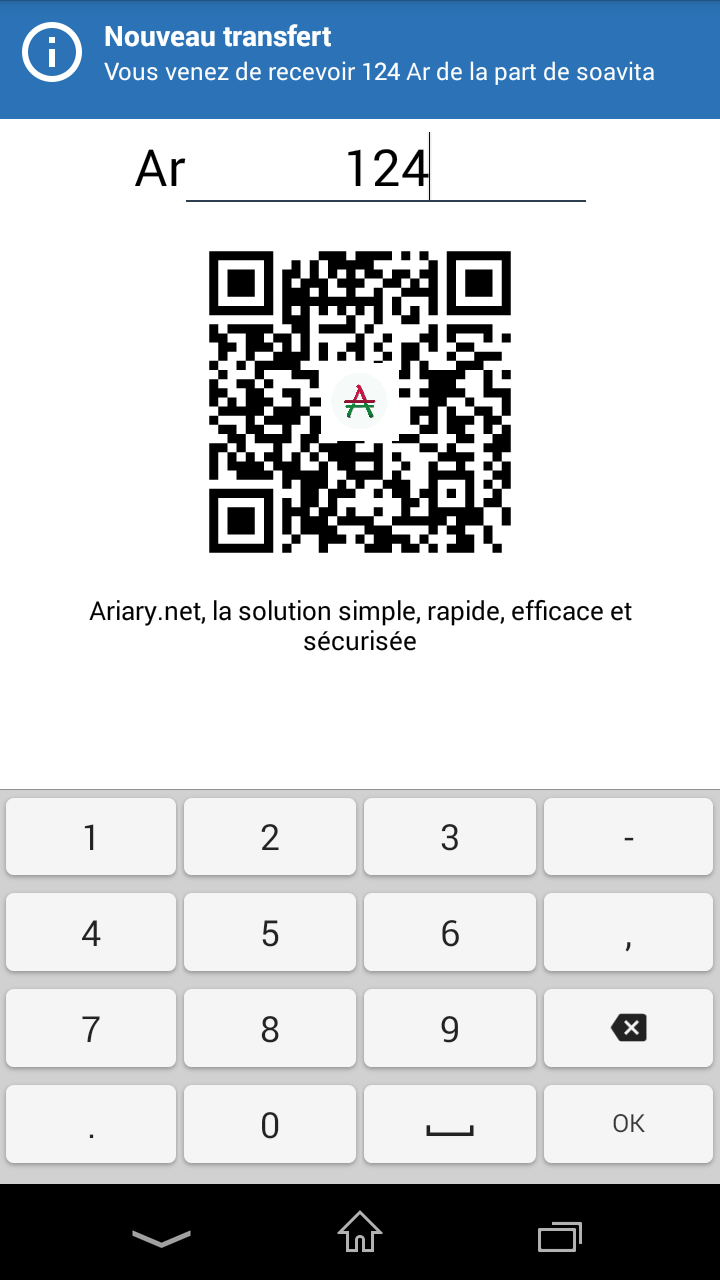 Nouveau transfert
Vous venez de recevoir 124 Ar de la part de soavita
Ar 124
Ariary.net, la solution simple, rapide, efficace et
sécurisée
1 2 3 -
4 5 6 ,
7 8 9
. 0 OK